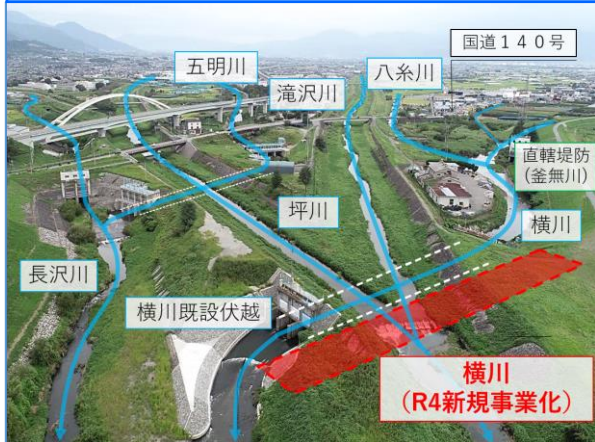 国道１４０号
五明川
八糸川
滝沢川
直轄堤防
(釜無川)
坪川
横川
長沢川
横川既設伏越
横川
（R4新規事業化）